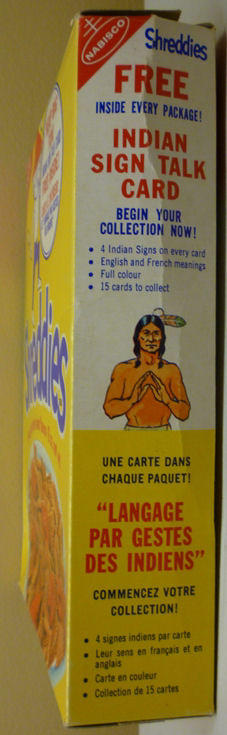 NABISCO
Shreddies
FREE
INSIDE EVERY PACKAGE!
INDIAN
SIGN TALK
CARD
BEGIN YOUR
COLLECTION NOW!
• 4 Indian Signs on every card
• English and French meanings
• Full colour
• 15 cards to collect
UNE CARTE DANS
CHAQUE PAQUET!
“LANGAGE
PAR GESTES
DES INDIENS”
COMMENCEZ VOTRE
COLLECTION!
• 4 signes indiens par carte
• Leur sens en français et en
anglais
• Carte en couleur
• Collection de 15 cartes
Shreddies